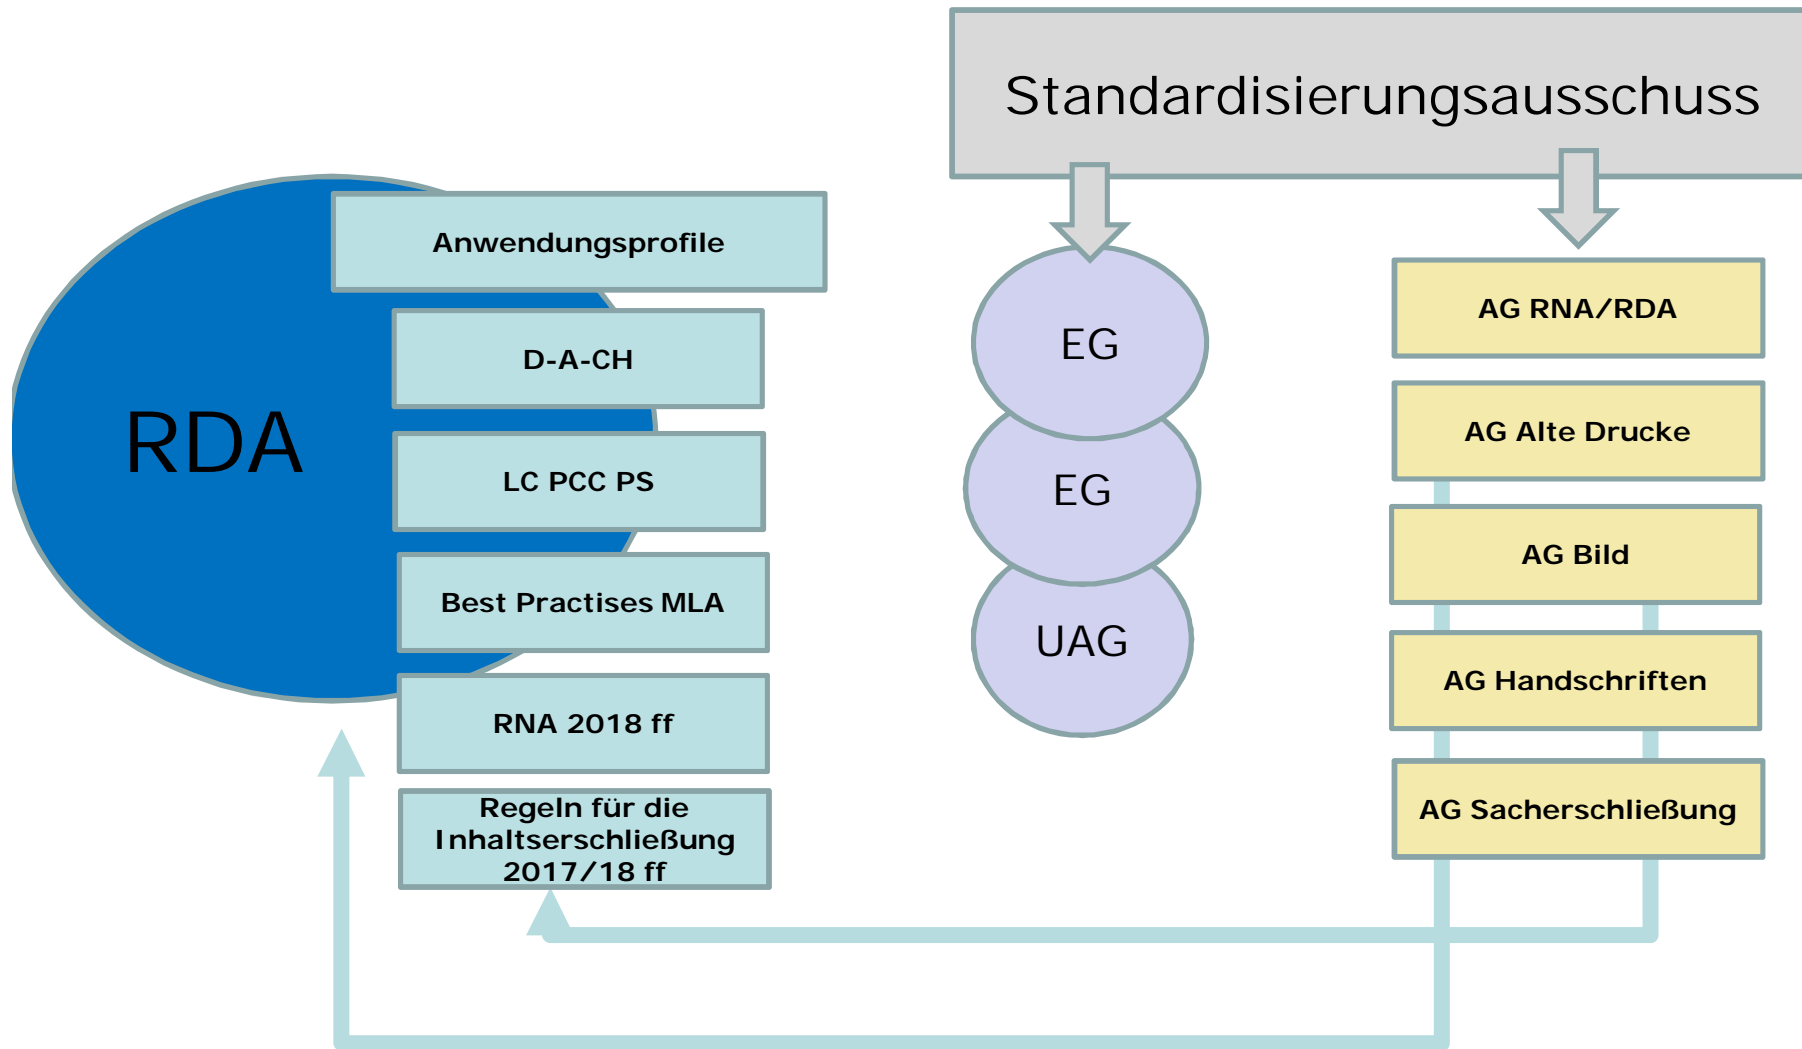 Standardisierungsausschuss
RDA
Anwendungsprofile
D-A-CH
LC PCC PS
Best Practises MLA
RNA 2018 ff
Regeln für die
Inhaltserschließung
2017/18 ff
EG
EG
UAG
AG RNA/RDA
AG Alte Drucke
AG Bild
AG Handschriften
AG Sacherschließung